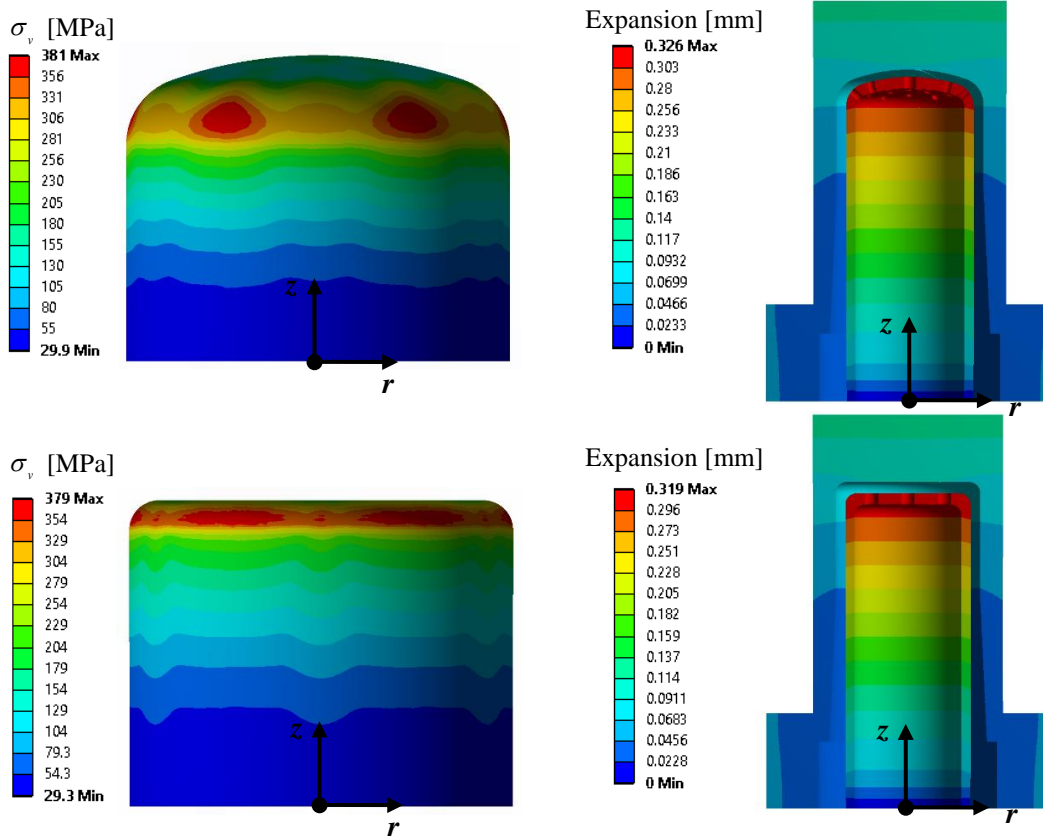 σv [MPa]
381 Max
356
331
306
281
256
231
205
180
155
130
105
80
55
29.9 Min
z
r
Expansion [mm]
0.326 Max
0.303
0.28
0.256
0.233
0.21
0.186
0.163
0.14
0.117
0.0932
0.0699
0.0466
0.0233
0 Min
z
r
σv [MPa]
379 Max
354
329
304
279
254
229
204
179
154
129
104
79.3
54.3
29.3 Min
z
r
Expansion [mm]
0.319 Max
0.296
0.273
0.251
0.228
0.205
0.182
0.159
0.137
0.114
0.0911
0.0683
0.0456
0.0228
0 Min
z
r